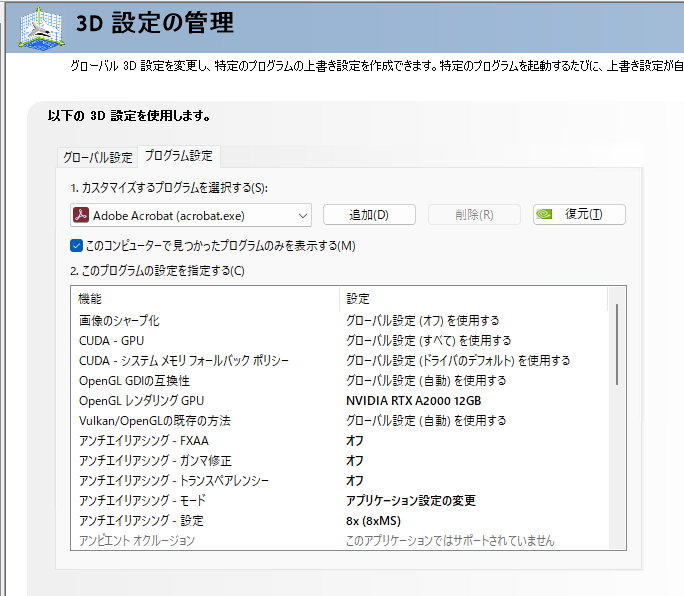 3D 設定の管理
グローバル 3D 設定を変更し、特定のプログラムの上書き設定を作成できます。特定のプログラムを起動するたびに、上書き設定が自
以下の 3D 設定を使用します。
グローバル設定 プログラム設定
1. カスタマイズするプログラムを選択する(S):
Adobe Acrobat (acrobat.exe) 追加(D) 削除(R) 復元(T)
このコンピューターで見つかったプログラムのみを表示する(M)
2. このプログラムの設定を指定する(C)
機能 設定
画像のシャープ化 グローバル設定 (オフ) を使用する
CUDA - GPU グローバル設定 (すべて) を使用する
CUDA - システム メモリ フォールバック ポリシー グローバル設定 (ドライバのデフォルト) を使用する
OpenGL GDIの互換性 グローバル設定 (自動) を使用する
OpenGL レンダリング GPU NVIDIA RTX A2000 12GB
Vulkan/OpenGLの既存の方法 グローバル設定 (自動) を使用する
アンチエイリアシング - FXAA オフ
アンチエイリアシング - ガンマ修正 オフ
アンチエイリアシング - トランスペアレンシー オフ
アンチエイリアシング - モード アプリケーション設定の変更
アンチエイリアシング - 設定 8x (8xMS)
アンビエント オクルージョン このアプリケーションではサポートされていません